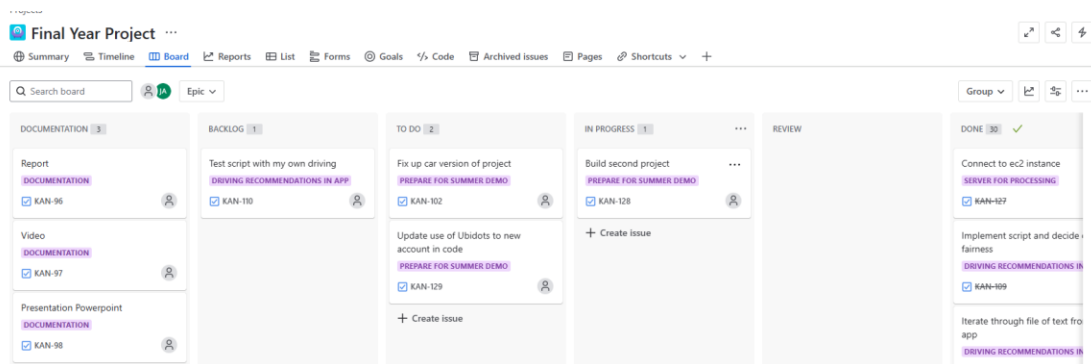 Projects
Final Year Project ...
Summary Timeline Board Reports List Forms Goals Code Archived issues Pages Shortcuts
Search board JA Epic Group
DOCUMENTATION 3
Report
DOCUMENTATION
KAN-96
Video
DOCUMENTATION
KAN-97
Presentation Powerpoint
DOCUMENTATION
KAN-98
BACKLOG 1
Test script with my own driving
DRIVING RECOMMENDATIONS IN APP
KAN-110
TO DO 2
Fix up car version of project
PREPARE FOR SUMMER DEMO
KAN-102
Update use of Ubidots to new
account in code
PREPARE FOR SUMMER DEMO
KAN-129
+ Create issue
IN PROGRESS 1 ...
Build second project ...
PREPARE FOR SUMMER DEMO
KAN-128
+ Create issue
REVIEW
DONE 30
Connect to ec2 instance
SERVER FOR PROCESSING
KAN-127
Implement script and decide
fairness
DRIVING RECOMMENDATIONS IN
KAN-109
Iterate through file of text fro
app
DRIVING RECOMMENDATIONS IN